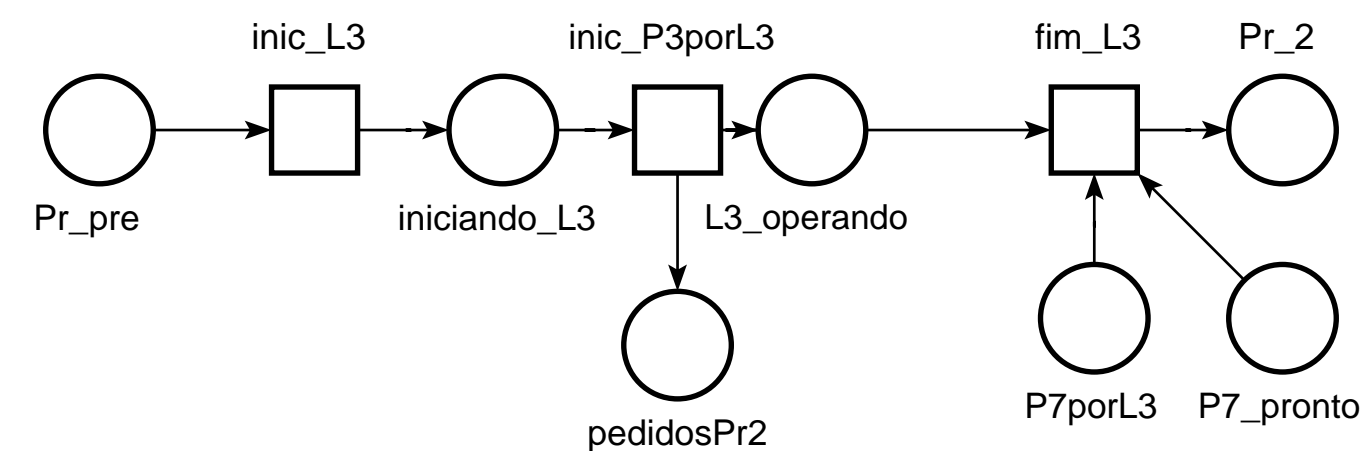 inic_L3
inic_P3porL3
fim_L3
Pr_2
Pr_pre
iniciando_L3
L3_operando
P7porL3
P7_pronto
pedidosPr2